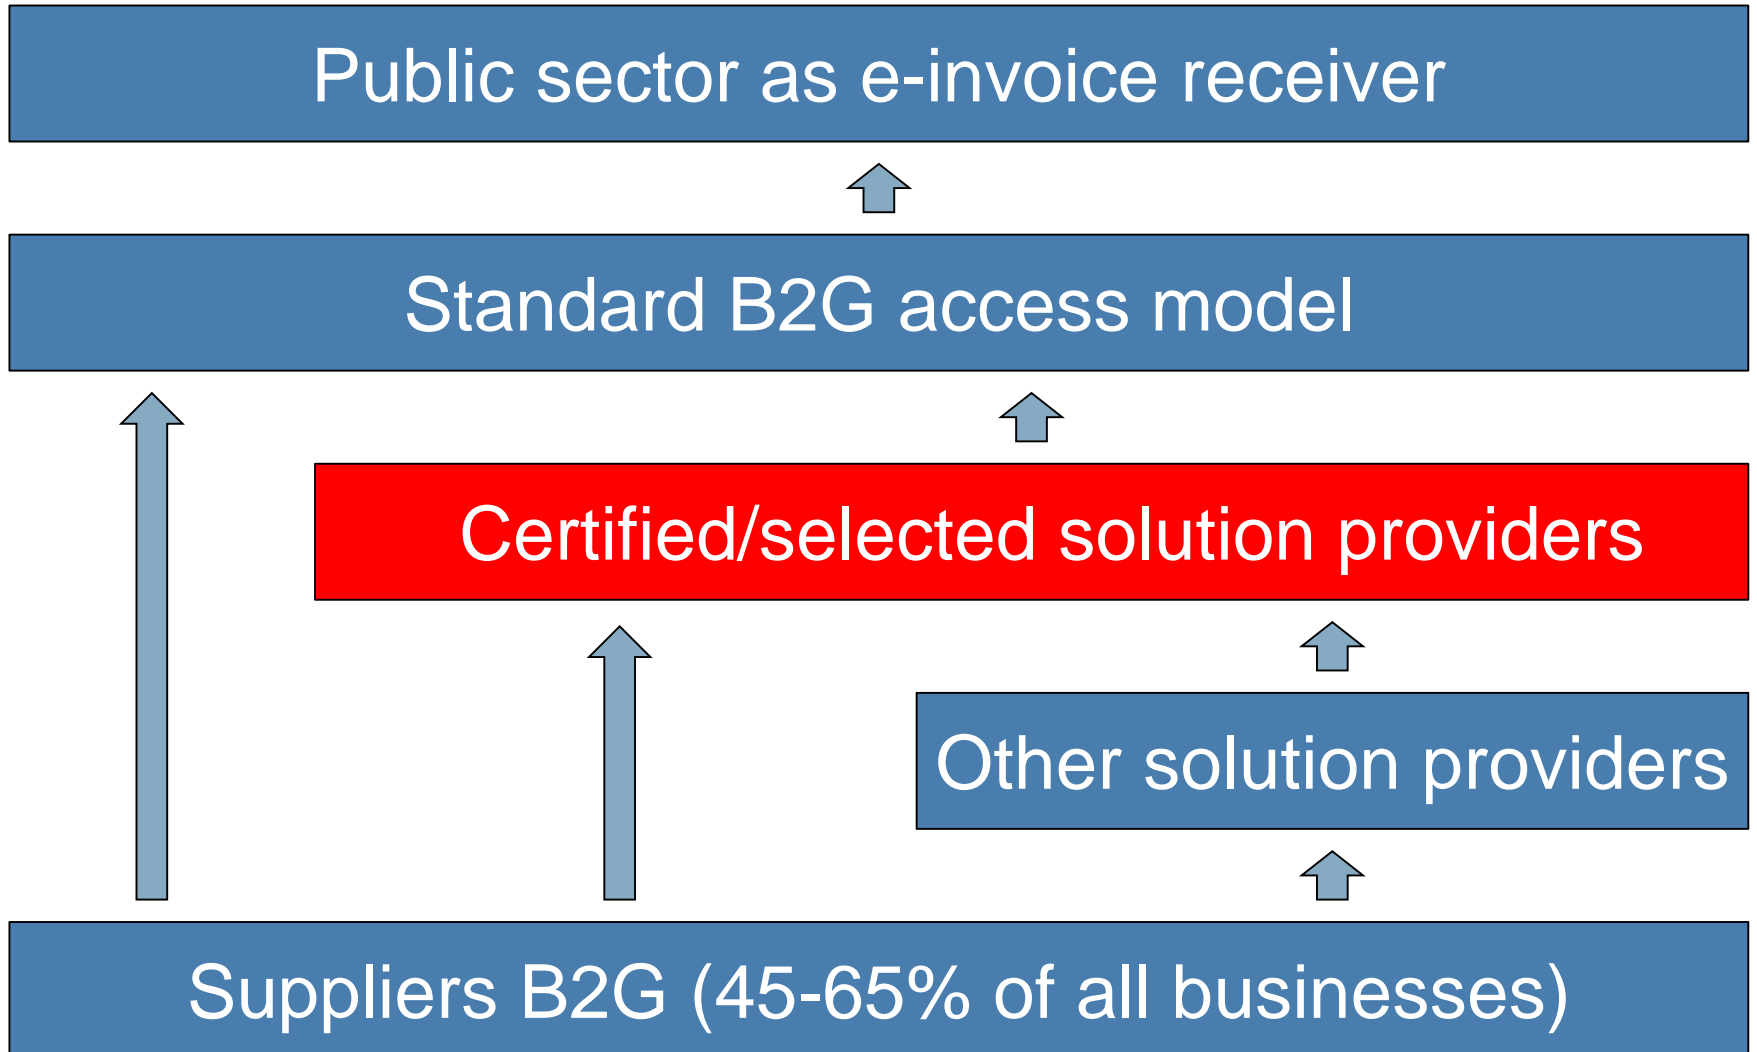 Public sector as e-invoice receiver
Standard B2G access model
Certified/selected solution providers
Other solution providers
Suppliers B2G (45-65% of all businesses)